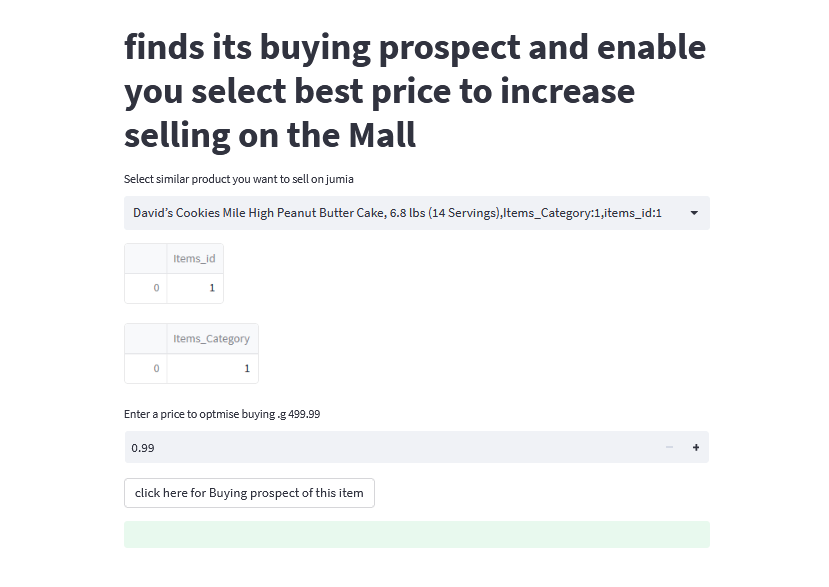 finds its buying prospect and enable
you select best price to increase
selling on the Mall
Select similar product you want to sell on jumia
David's Cookies Mile High Peanut Butter Cake, 6.8 lbs (14 Servings),Items_Category:1,items_id:1
Items_id
0 1
Items_Category
0 1
Enter a price to optmise buying .g 499.99
0.99
click here for Buying prospect of this item